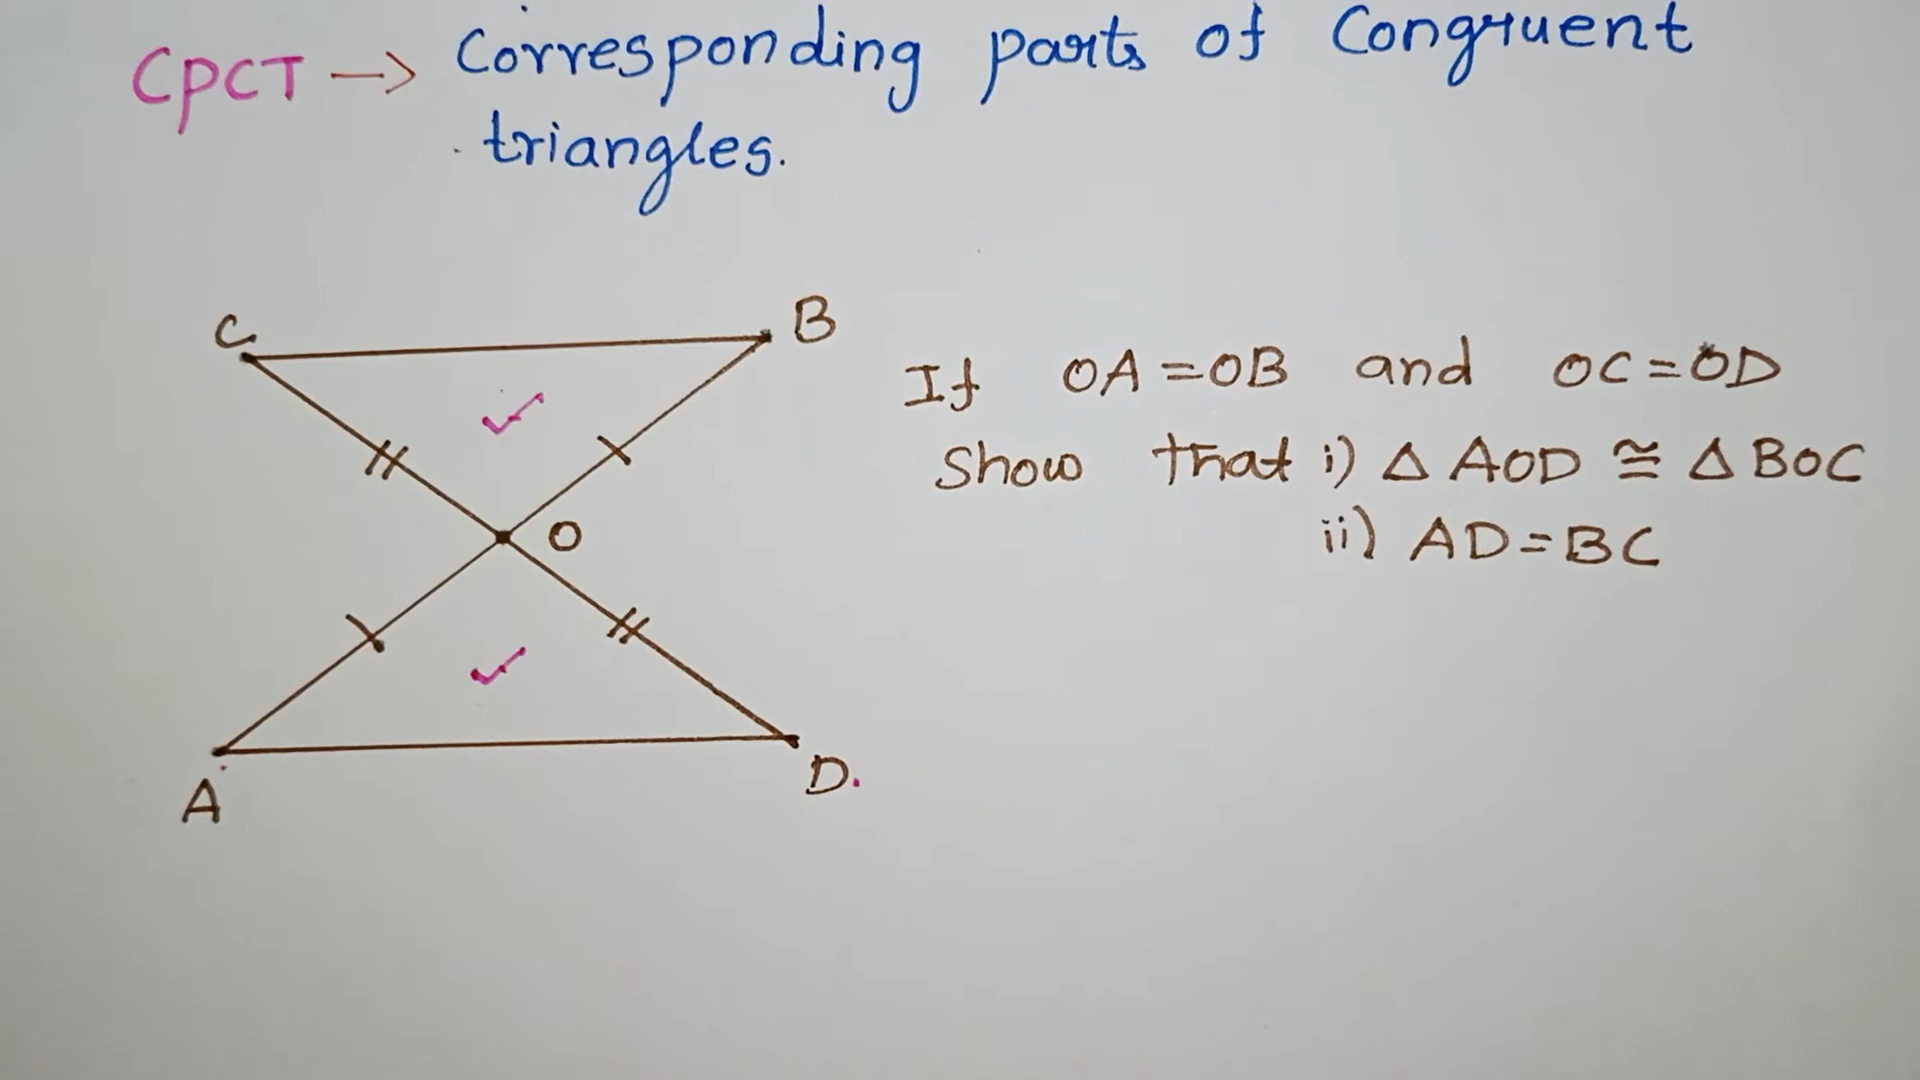 CPCT → Corresponding parts of Congruent
triangles.
C
B
If OA=OB and OC=OD
Show that i) △ AOD ≅ △ BOC
ii) AD=BC
O
A
D.